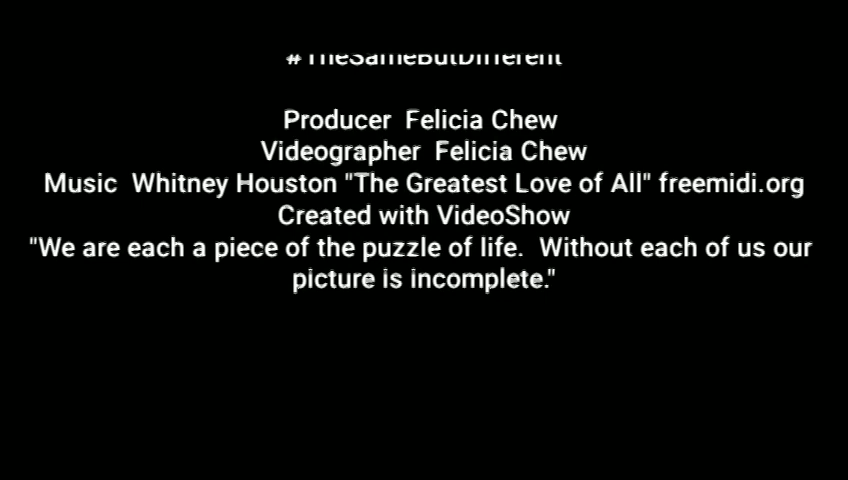 #TheSameButDifferent
Producer  Felicia Chew
Videographer  Felicia Chew
Music  Whitney Houston "The Greatest Love of All" freemidi.org
Created with VideoShow
"We are each a piece of the puzzle of life.  Without each of us our
picture is incomplete."